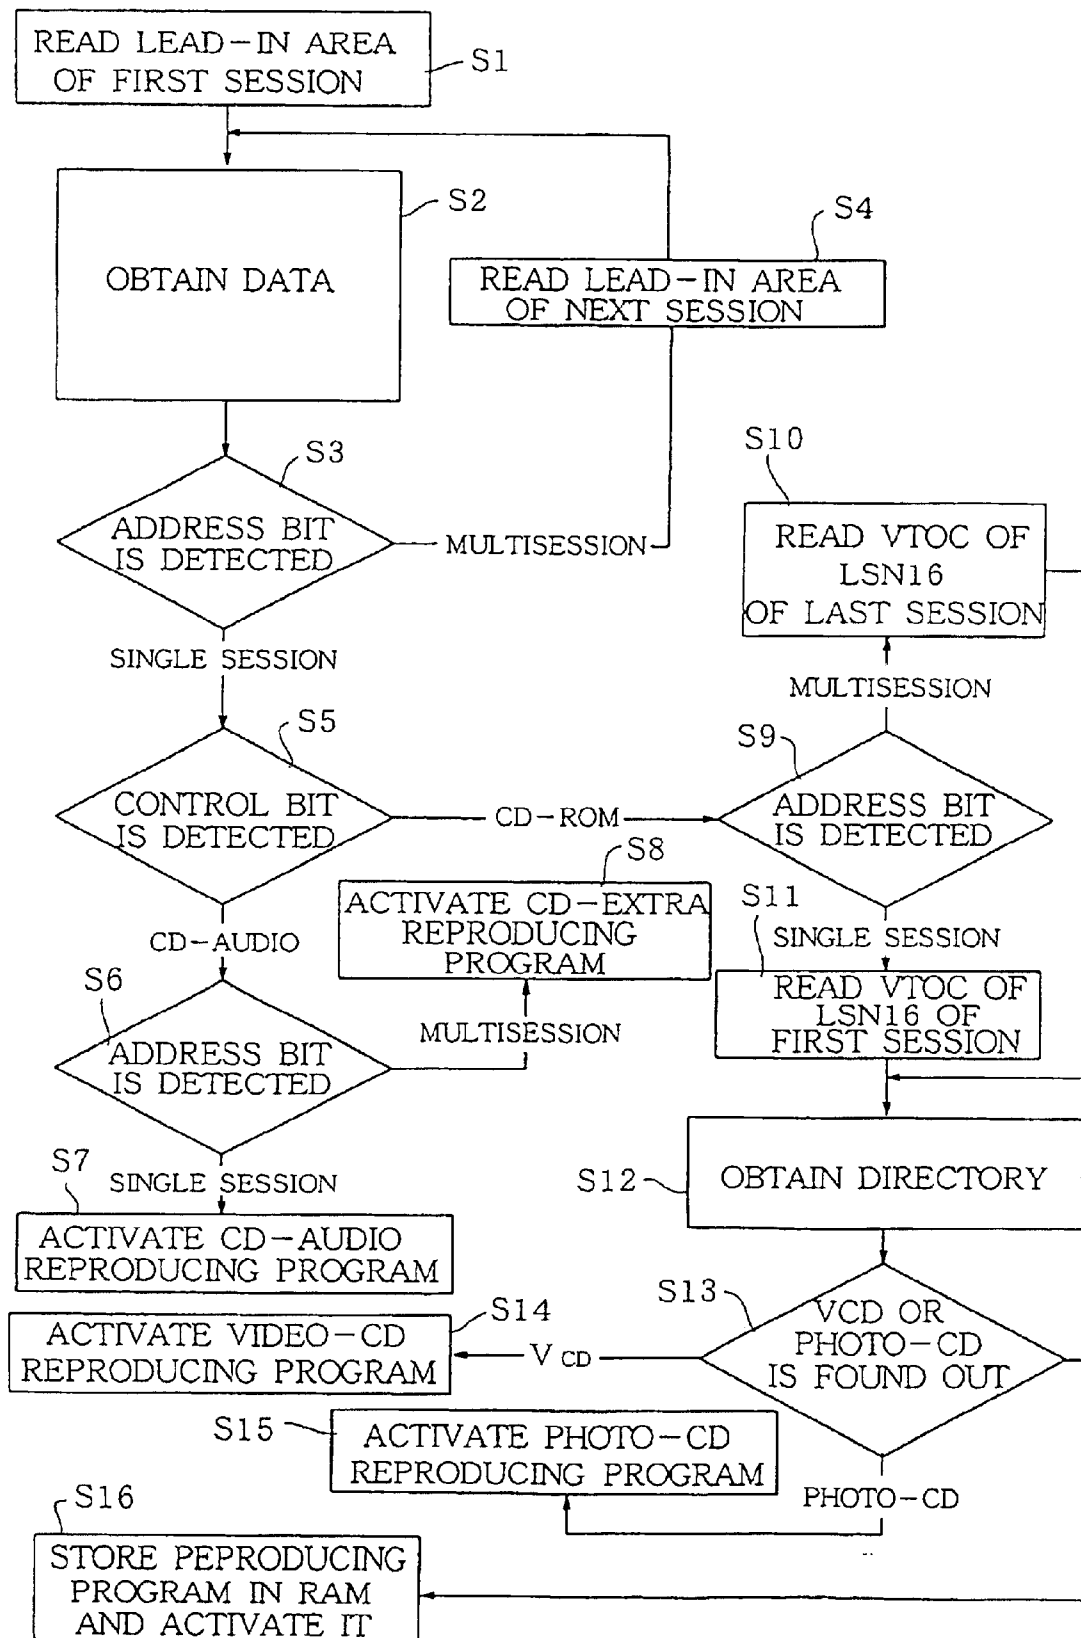 READ LEAD-IN AREA
OF FIRST SESSION
S1
S2
OBTAIN DATA
S4
READ LEAD-IN AREA
OF NEXT SESSION
S3
ADDRESS BIT
IS DETECTED
MULTISESSION
SINGLE SESSION
S10
READ VTOC OF
LSN16
OF LAST SESSION
MULTISESSION
S5
CONTROL BIT
IS DETECTED
CD-ROM
S9
ADDRESS BIT
IS DETECTED
CD-AUDIO
S8
ACTIVATE CD-EXTRA
REPRODUCING
PROGRAM
S11
SINGLE SESSION
READ VTOC OF
LSN16 OF
FIRST SESSION
S6
ADDRESS BIT
IS DETECTED
MULTISESSION
S7
SINGLE SESSION
ACTIVATE CD-AUDIO
REPRODUCING PROGRAM
S12
OBTAIN DIRECTORY
S13
VCD OR
PHOTO-CD
IS FOUND OUT
S14
ACTIVATE VIDEO-CD
REPRODUCING PROGRAM
VCD
S15
ACTIVATE PHOTO-CD
REPRODUCING PROGRAM
PHOTO-CD
S16
STORE PEPRODUCING
PROGRAM IN RAM
AND ACTIVATE IT